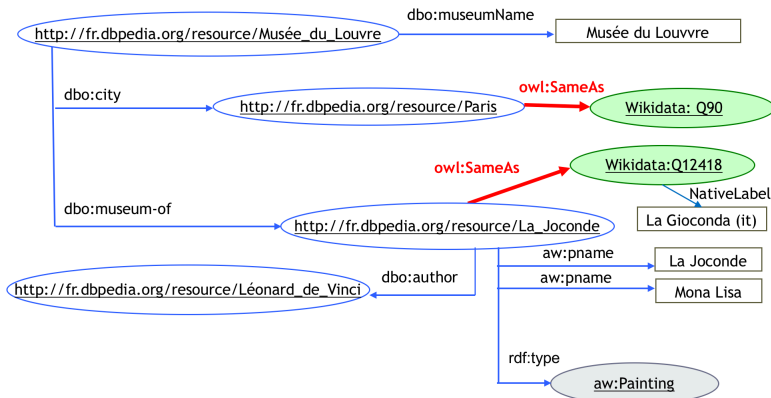 dbo:museumName
http://fr.dbpedia.org/resource/Musée_du_Louvre
Musée du Louvvre
owl:SameAs
dbo:city
http://fr.dbpedia.org/resource/Paris
Wikidata: Q90
owl:SameAs
Wikidata:Q12418
NativeLabel
dbo:museum-of
http://fr.dbpedia.org/resource/La_Joconde
La Gioconda (it)
aw:pname
La Joconde
dbo:author
aw:pname
http://fr.dbpedia.org/resource/Léonard_de_Vinci
Mona Lisa
rdf:type
aw:Painting